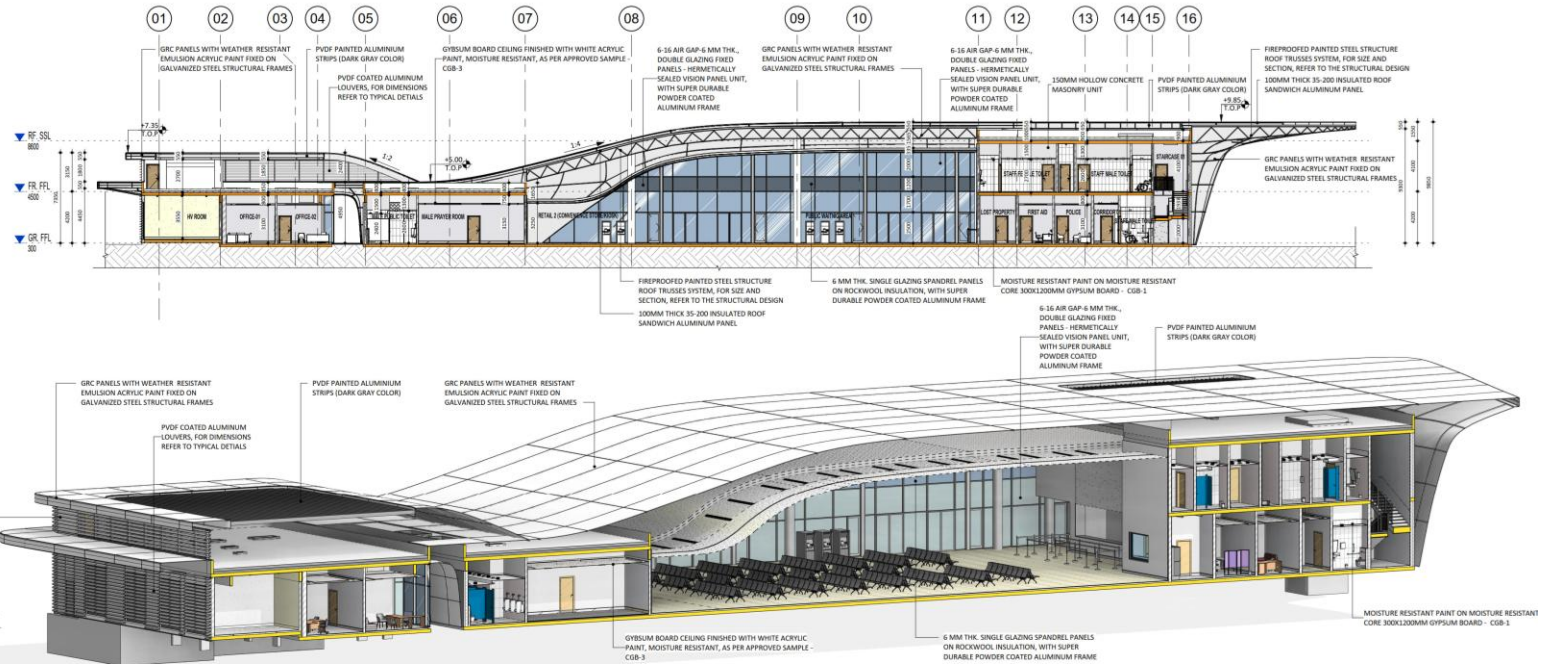 01 02 03 04 05 06 07 08 09 10 11 12 13 14 15 16
GRC PANELS WITH WEATHER RESISTANT
EMULSION ACRYLIC PAINT FIXED ON
GALVANIZED STEEL STRUCTURAL FRAMES
PVDF PAINTED ALUMINIUM
STRIPS (DARK GRAY COLOR)
PVDF COATED ALUMINUM
LOUVERS, FOR DIMENSIONS
REFER TO TYPICAL DETIALS
GYBSUM BOARD CEILING FINISHED WITH WHITE ACRYLIC
PAINT, MOISTURE RESISTANT, AS PER APPROVED SAMPLE -
CGB-3
6-16 AIR GAP-6 MM THK.,
DOUBLE GLAZING FIXED
PANELS - HERMETICALLY
SEALED VISION PANEL UNIT,
WITH SUPER DURABLE
POWDER COATED
ALUMINUM FRAME
GRC PANELS WITH WEATHER RESISTANT
EMULSION ACRYLIC PAINT FIXED ON
GALVANIZED STEEL STRUCTURAL FRAMES
6-16 AIR GAP-6 MM THK.,
DOUBLE GLAZING FIXED
PANELS - HERMETICALLY
SEALED VISION PANEL UNIT,
WITH SUPER DURABLE
POWDER COATED
ALUMINUM FRAME
150MM HOLLOW CONCRETE
MASONRY UNIT
PVDF PAINTED ALUMINIUM
STRIPS (DARK GRAY COLOR)
FIREPROOFED PAINTED STEEL STRUCTURE
ROOF TRUSSES SYSTEM, FOR SIZE AND
SECTION, REFER TO THE STRUCTURAL DESIGN
100MM THICK 35-200 INSULATED ROOF
SANDWICH ALUMINUM PANEL
+9.85
T.O.P
+7.35
T.O.P
+5.00
T.O.P
1:2
1:4
RF. SSL
8600
FR. FFL
4500
GR. FFL
300
GRC PANELS WITH WEATHER RESISTANT
EMULSION ACRYLIC PAINT FIXED ON
GALVANIZED STEEL STRUCTURAL FRAMES
STAFF MALE TOILET
HV ROOM
OFFICE-01
OFFICE-02
MALE PRAYER ROOM
LOST PROPERTY
FIRST AID
POLICE
CORRIDOR
FIREPROOFED PAINTED STEEL STRUCTURE
ROOF TRUSSES SYSTEM, FOR SIZE AND
SECTION, REFER TO THE STRUCTURAL DESIGN
100MM THICK 35-200 INSULATED ROOF
SANDWICH ALUMINUM PANEL
6 MM THK. SINGLE GLAZING SPANDREL PANELS
ON ROCKWOOL INSULATION, WITH SUPER
DURABLE POWDER COATED ALUMINUM FRAME
MOISTURE RESISTANT PAINT ON MOISTURE RESISTANT
CORE 300X1200MM GYPSUM BOARD - CGB-1
6-16 AIR GAP-6 MM THK.,
DOUBLE GLAZING FIXED
PANELS - HERMETICALLY
SEALED VISION PANEL UNIT,
WITH SUPER DURABLE
POWDER COATED
ALUMINUM FRAME
PVDF PAINTED ALUMINIUM
STRIPS (DARK GRAY COLOR)
GRC PANELS WITH WEATHER RESISTANT
EMULSION ACRYLIC PAINT FIXED ON
GALVANIZED STEEL STRUCTURAL FRAMES
PVDF PAINTED ALUMINIUM
STRIPS (DARK GRAY COLOR)
GRC PANELS WITH WEATHER RESISTANT
EMULSION ACRYLIC PAINT FIXED ON
GALVANIZED STEEL STRUCTURAL FRAMES
PVDF COATED ALUMINUM
LOUVERS, FOR DIMENSIONS
REFER TO TYPICAL DETIALS
GYBSUM BOARD CEILING FINISHED WITH WHITE ACRYLIC
PAINT, MOISTURE RESISTANT, AS PER APPROVED SAMPLE -
CGB-3
6 MM THK. SINGLE GLAZING SPANDREL PANELS
ON ROCKWOOL INSULATION, WITH SUPER
DURABLE POWDER COATED ALUMINUM FRAME
MOISTURE RESISTANT PAINT ON MOISTURE RESISTANT
CORE 300X1200MM GYPSUM BOARD - CGB-1